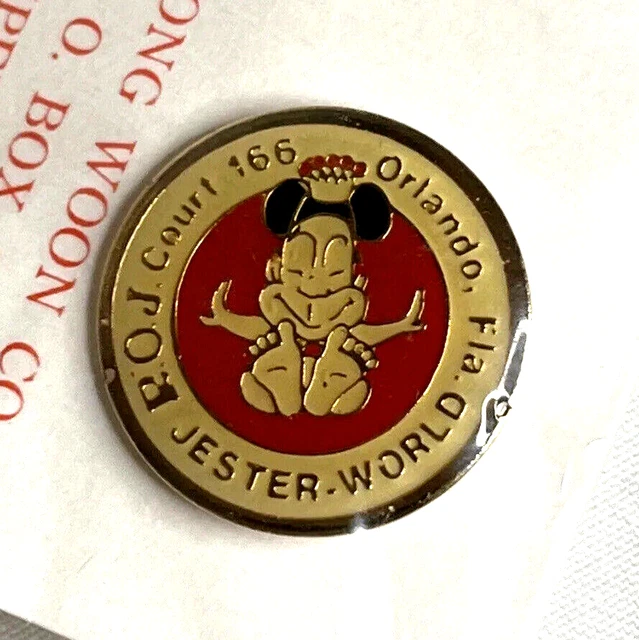 R.O.J. Court 166 Orlando, Fla.
JESTER-WORLD
ONG WOON CO
O. BOX